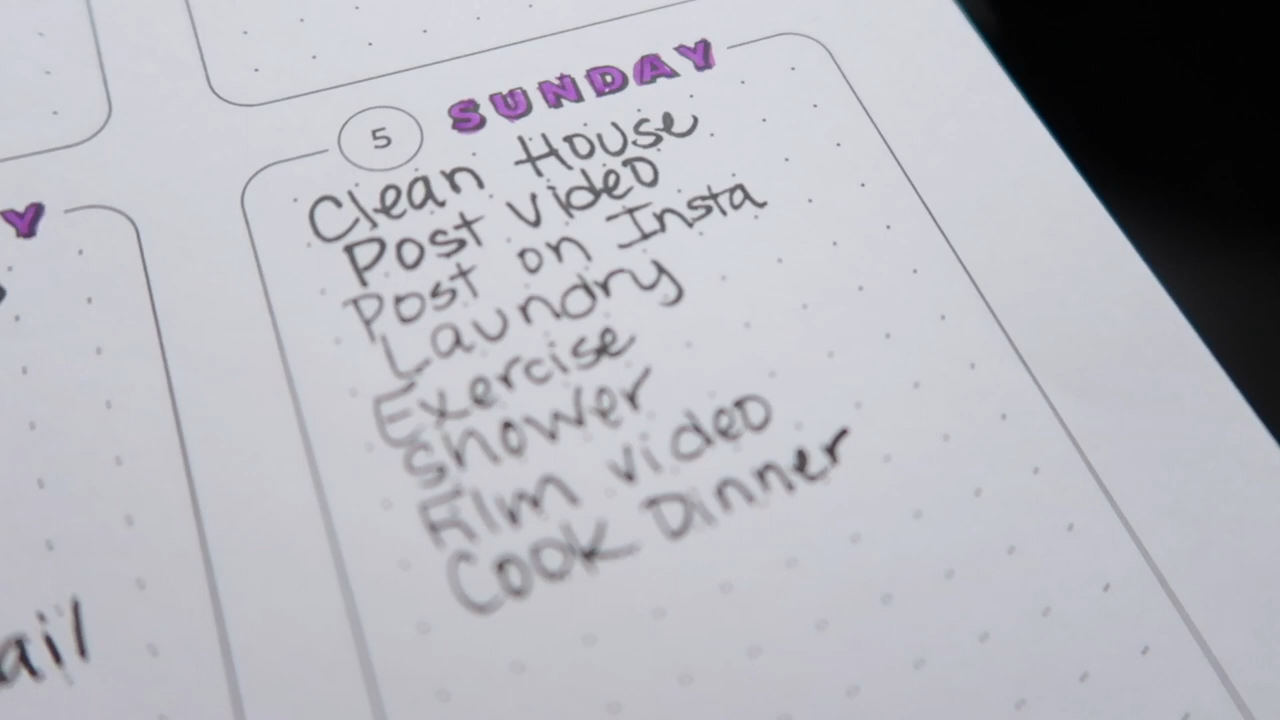 5 SUNDAY
Clean House
Post video
Post on Insta
Laundry
Exercise
Shower
Film video
Cook Dinner
Y
ail